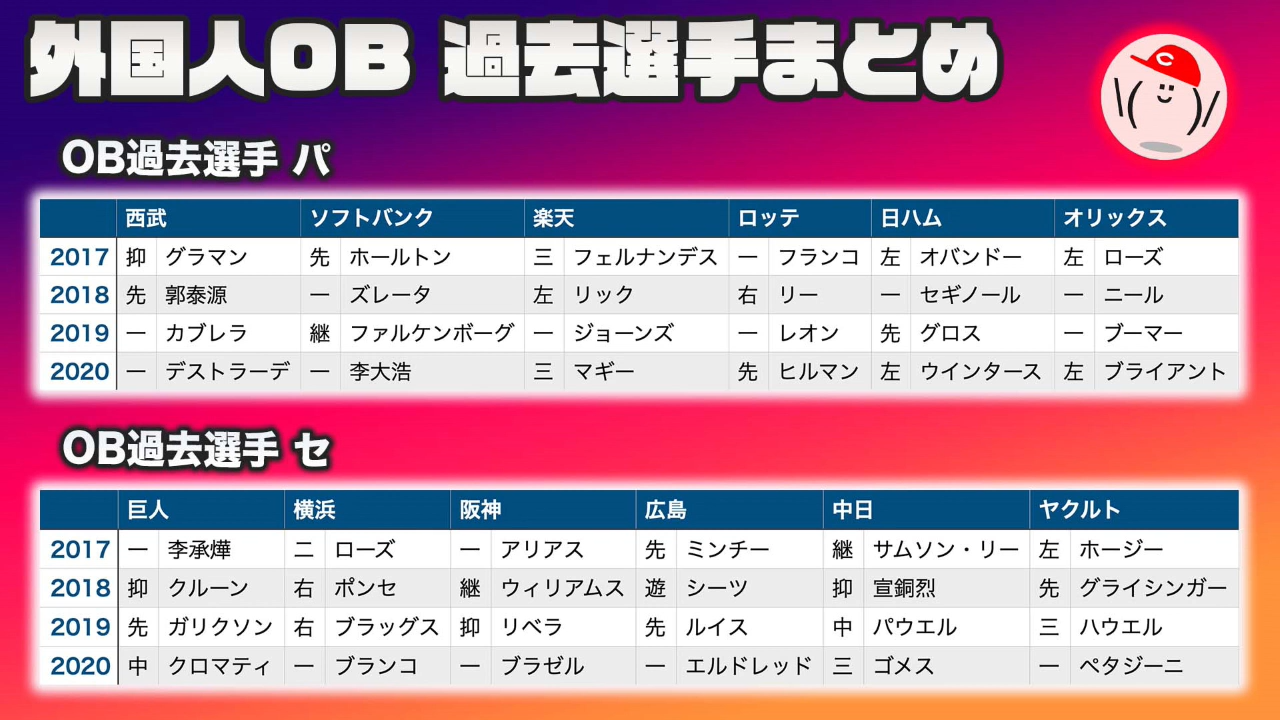 外国人OB 過去選手まとめ
OB過去選手 パ
西武 ソフトバンク 楽天 ロッテ 日ハム オリックス
2017 抑 グラマン 先 ホールトン 三 フェルナンデス 一 フランコ 左 オバンドー 左 ローズ
2018 先 郭泰源 一 ズレータ 左 リック 右 リー 一 セギノール 一 ニール
2019 一 カブレラ 継 ファルケンボーグ 一 ジョーンズ 一 レオン 先 グロス 一 ブーマー
2020 一 デストラーデ 一 李大浩 三 マギー 先 ヒルマン 左 ウインタース 左 ブライアント
OB過去選手 セ
巨人 横浜 阪神 広島 中日 ヤクルト
2017 一 李承燁 二 ローズ 一 アリアス 先 ミンチー 継 サムソン・リー 左 ホージー
2018 抑 クルーン 右 ポンセ 継 ウィリアムス 遊 シーツ 抑 宣銅烈 先 グライシンガー
2019 先 ガリクソン 右 ブラッグス 抑 リベラ 先 ルイス 中 パウエル 三 ハウエル
2020 中 クロマティ 一 ブランコ 一 ブラゼル 一 エルドレッド 三 ゴメス 一 ペタジーニ